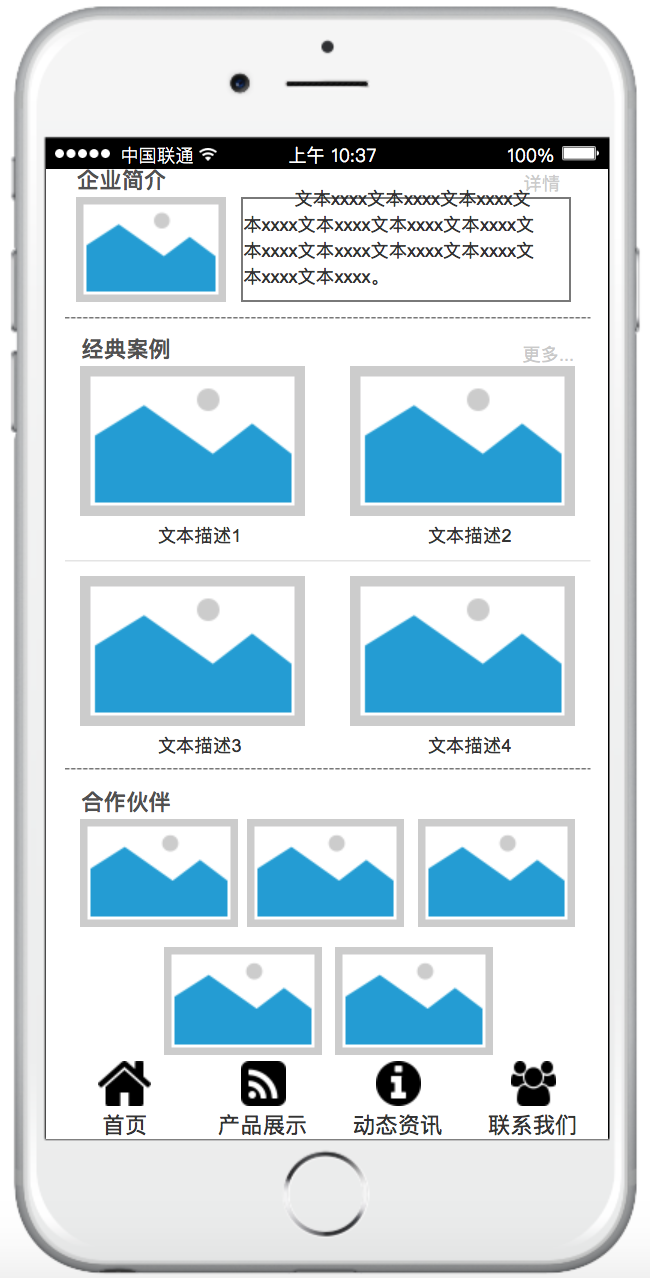 中国联通 上午 10:37 100%
企业简介 详情
文本xxxx文本xxxx文本xxxx文
本xxxx文本xxxx文本xxxx文本xxxx文
本xxxx文本xxxx文本xxxx文本xxxx文
本xxxx文本xxxx。
经典案例 更多...
文本描述1 文本描述2
文本描述3 文本描述4
合作伙伴
首页 产品展示 动态资讯 联系我们